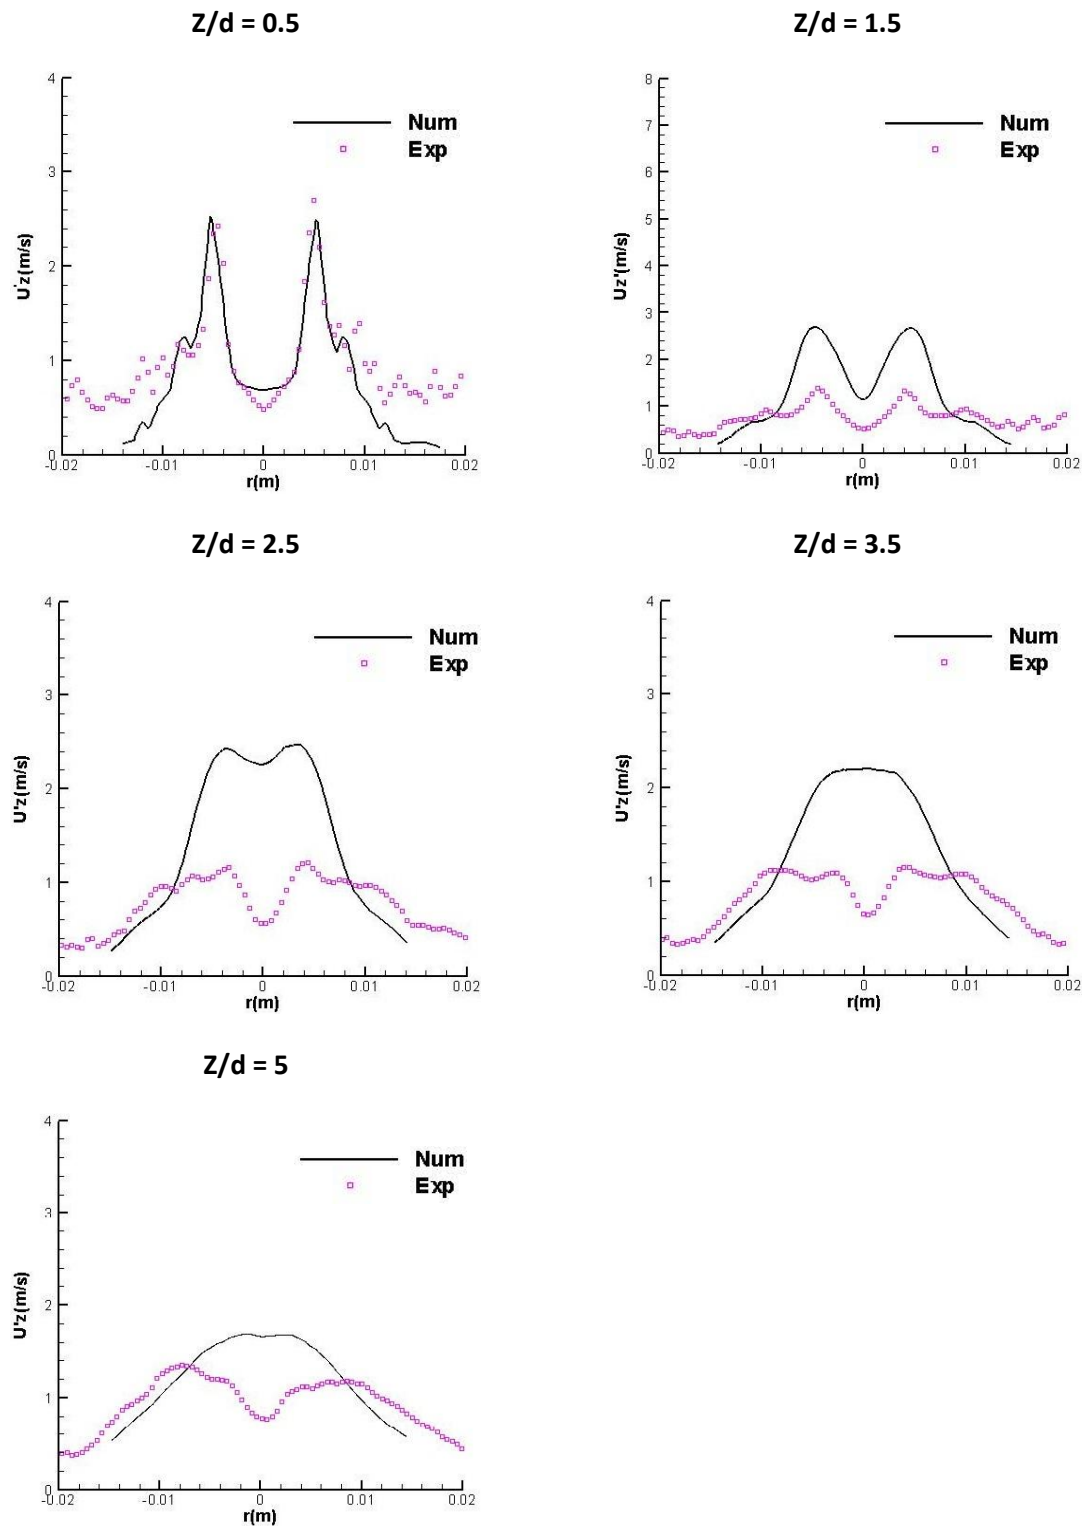 Z/d = 0.5
4
3
2
1
0
U'z(m/s)
Num
Exp
-0.02
-0.01
0
0.01
0.02
r(m)
Z/d = 1.5
8
7
6
5
4
3
2
1
0
Uz'(m/s)
Num
Exp
-0.02
-0.01
0
0.01
0.02
r(m)
Z/d = 2.5
4
3
2
1
0
U'z(m/s)
Num
Exp
-0.02
-0.01
0
0.01
0.02
r(m)
Z/d = 3.5
4
3
2
1
0
U'z(m/s)
Num
Exp
-0.02
-0.01
0
0.01
0.02
r(m)
Z/d = 5
4
3
2
1
0
U'z(m/s)
Num
Exp
-0.02
-0.01
0
0.01
0.02
r(m)